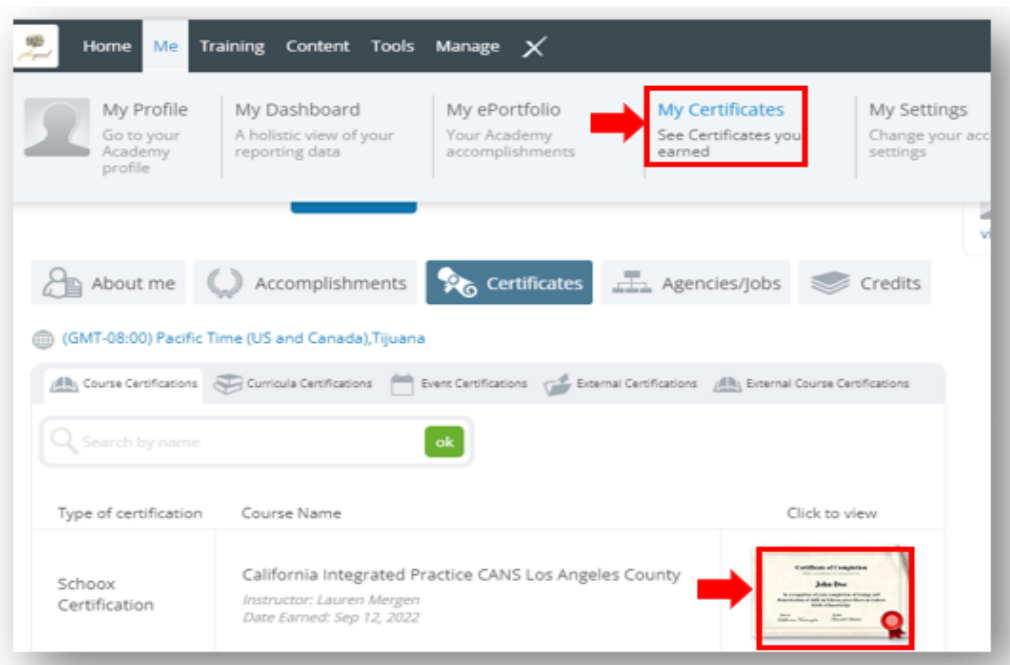 Home Me Training Content Tools Manage
My Profile
Go to your
Academy
profile
My Dashboard
A holistic view of your
reporting data
My ePortfolio
Your Academy
accomplishments
My Certificates
See Certificates you
earned
My Settings
Change your acc
settings
vi
About me Accomplishments Certificates Agencies/Jobs Credits
(GMT-08:00) Pacific Time (US and Canada),Tijuana
Course Certifications Curricula Certifications Event Certifications External Certifications External Course Certifications
Search by name ok
Type of certification Course Name Click to view
Schoox
Certification
California Integrated Practice CANS Los Angeles County
Instructor: Lauren Mergen
Date Earned: Sep 12, 2022
Certificate of Completion
John Doe